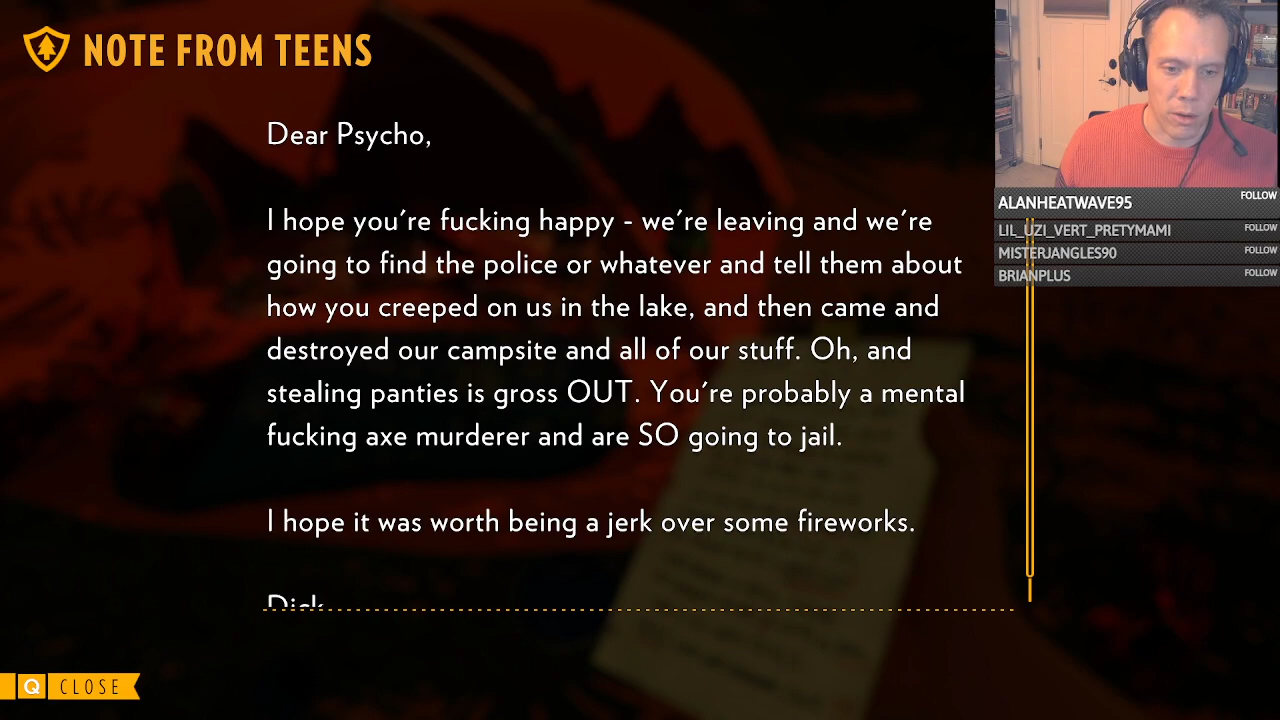 NOTE FROM TEENS
Dear Psycho,
I hope you're fucking happy - we're leaving and we're
going to find the police or whatever and tell them about
how you creeped on us in the lake, and then came and
destroyed our campsite and all of our stuff. Oh, and
stealing panties is gross OUT. You're probably a mental
fucking axe murderer and are SO going to jail.
I hope it was worth being a jerk over some fireworks.
Dick
Q CLOSE
ALANHEATWAVE95 FOLLOW
LIL_UZI_VERT_PRETYMAMI FOLLOW
MISTERJANGLES90 FOLLOW
BRIANPLUS FOLLOW